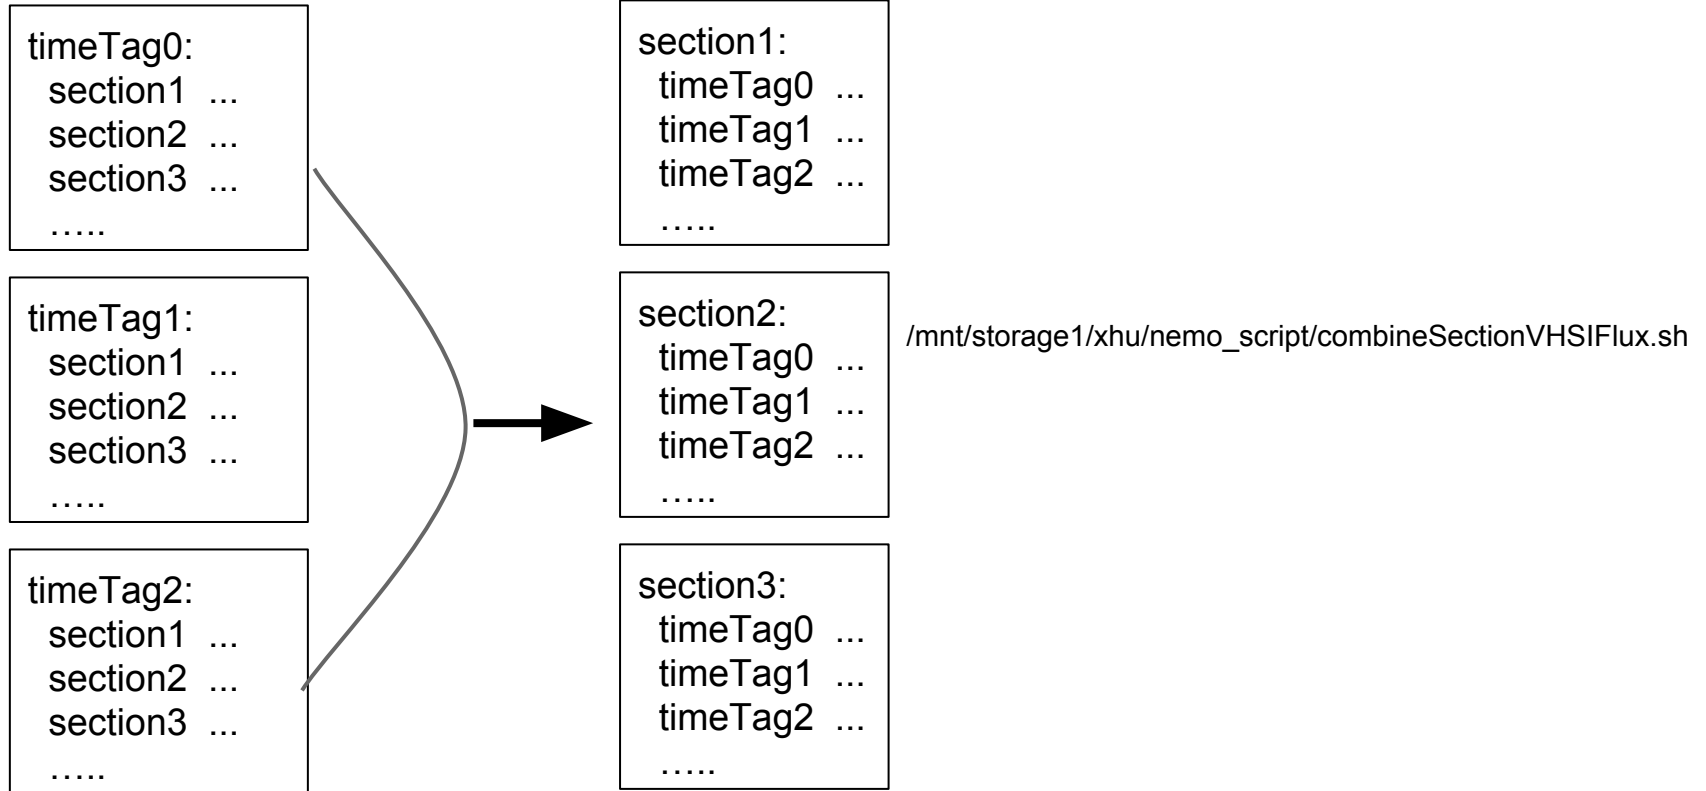 timeTag0:
section1 ...
section2 ...
section3 ...
…..
timeTag1:
section1 ...
section2 ...
section3 ...
…..
timeTag2:
section1 ...
section2 ...
section3 ...
…..
section1:
timeTag0 ...
timeTag1 ...
timeTag2 ...
…..
section2:
timeTag0 ...
timeTag1 ...
timeTag2 ...
…..
section3:
timeTag0 ...
timeTag1 ...
timeTag2 ...
…..
/mnt/storage1/xhu/nemo_script/combineSectionVHSIFlux.sh